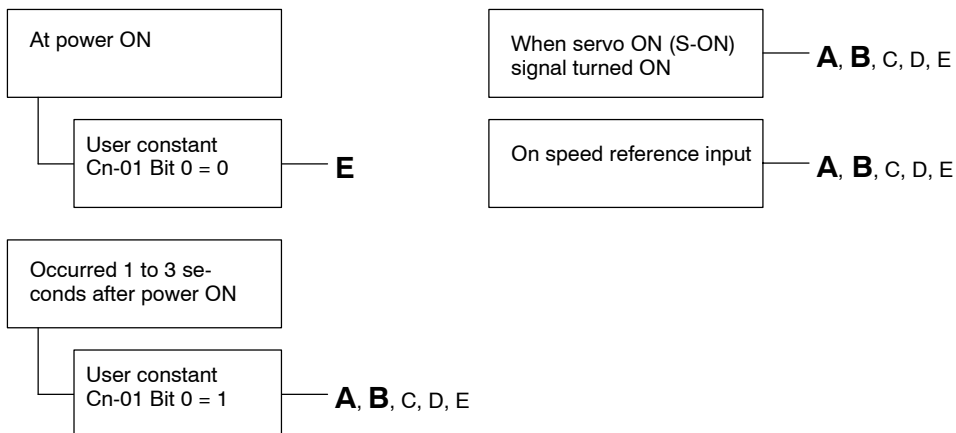 At power ON
User constant
Cn-01 Bit 0 = 0
E
Occurred 1 to 3 se-
conds after power ON
User constant
Cn-01 Bit 0 = 1
A, B, C, D, E
When servo ON (S-ON)
signal turned ON
A, B, C, D, E
On speed reference input
A, B, C, D, E